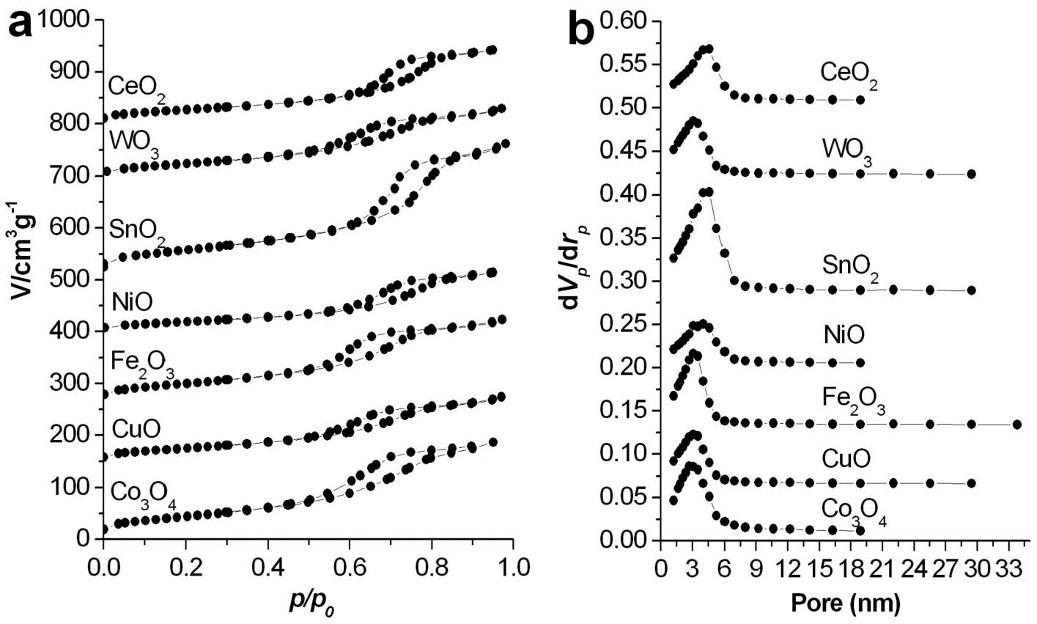 a
1000
900
800
700
600
500
400
300
200
100
0
V/cm³g⁻¹
CeO₂
WO₃
SnO₂
NiO
Fe₂O₃
CuO
Co₃O₄
0.0 0.2 0.4 0.6 0.8 1.0
p/p₀
b
0.60
0.55
0.50
0.45
0.40
0.35
0.30
0.25
0.20
0.15
0.10
0.05
0.00
dVₚ/drₚ
CeO₂
WO₃
SnO₂
NiO
Fe₂O₃
CuO
Co₃O₄
0 3 6 9 12 15 18 21 24 27 30 33
Pore (nm)